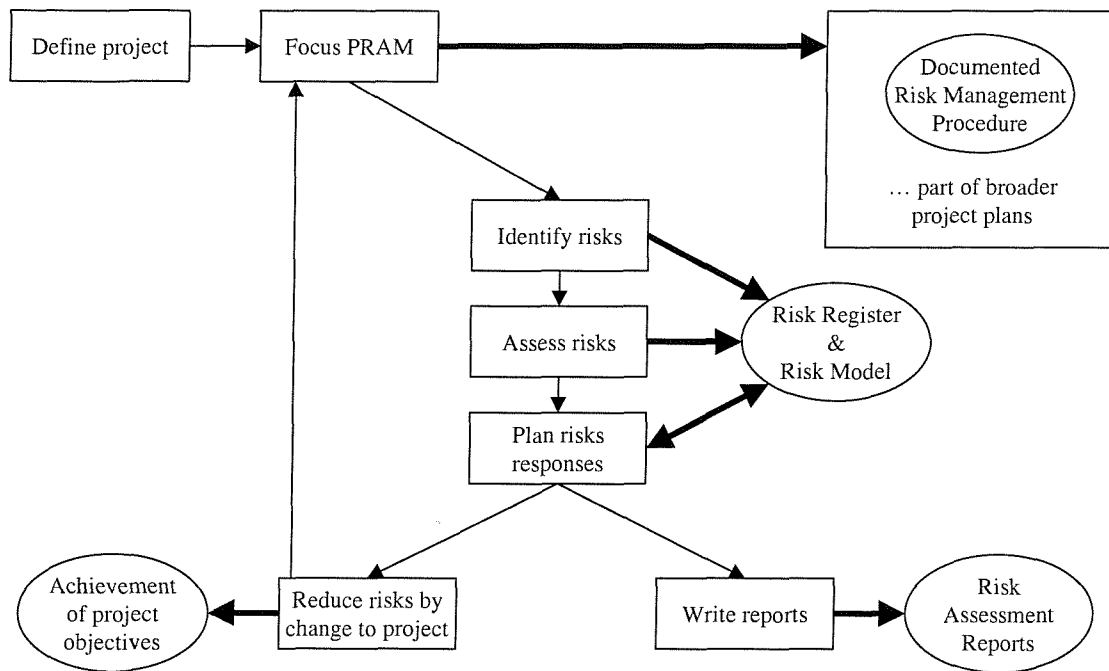 Define project
Focus PRAM
Documented
Risk Management
Procedure
... part of broader
project plans
Identify risks
Assess risks
Risk Register
&
Risk Model
Plan risks
responses
Achievement
of project
objectives
Reduce risks by
change to project
Write reports
Risk
Assessment
Reports